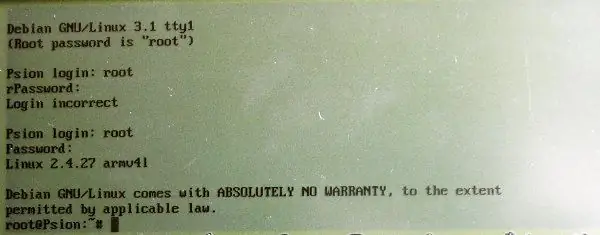 Debian GNU/Linux 3.1 tty1
(Root password is "root")
Psion login: root
rPassword:
Login incorrect
Psion login: root
Password:
Linux 2.4.27 armv4l
Debian GNU/Linux comes with ABSOLUTELY NO WARRANTY, to the extent
permitted by applicable law.
root@Psion:~#